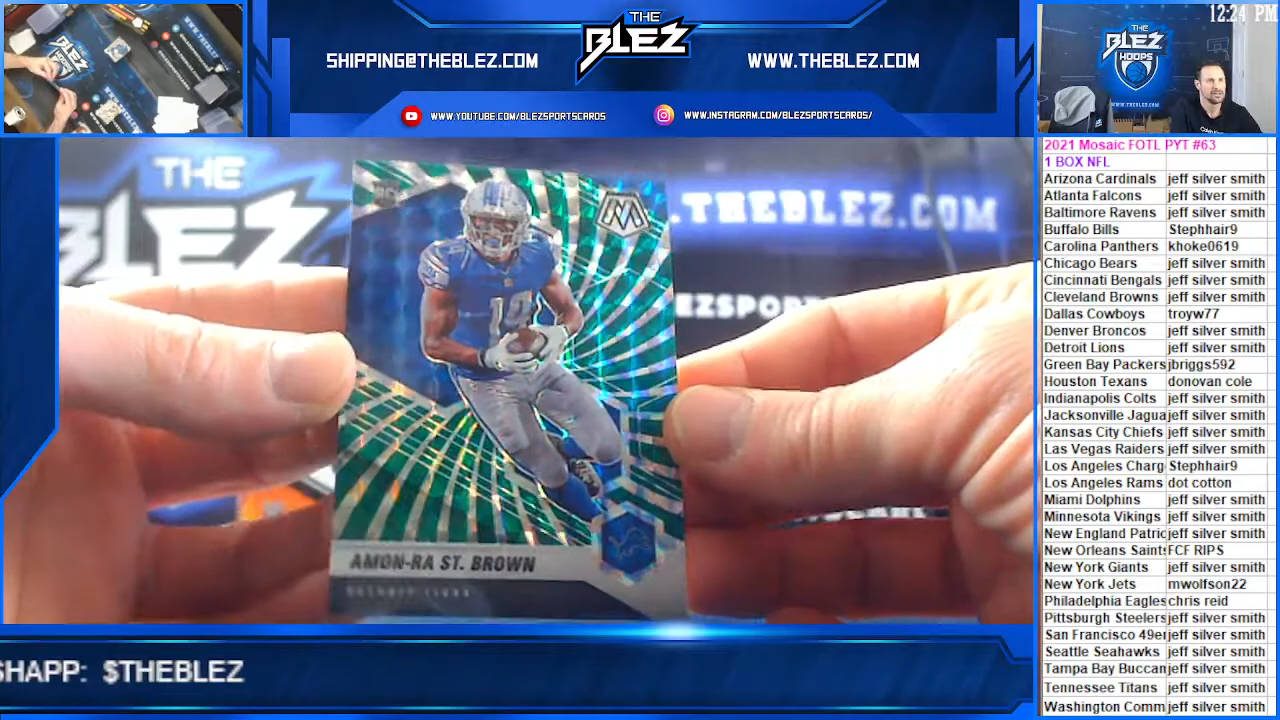 THE
BLEZ
SHIPPING@THEBLEZ.COM
WWW.THEBLEZ.COM
WWW.YOUTUBE.COM/BLEZSPORTSCARDS
WWW.INSTAGRAM.COM/BLEZSPORTSCARDS/
12:24 PM
THE
BLEZ
HOOPS
WWW.THEBLEZ.COM
2021 Mosaic FOTL PYT #63
1 BOX NFL
Arizona Cardinals jeff silver smith
Atlanta Falcons jeff silver smith
Baltimore Ravens jeff silver smith
Buffalo Bills Stephhair9
Carolina Panthers khoke0619
Chicago Bears jeff silver smith
Cincinnati Bengals jeff silver smith
Cleveland Browns jeff silver smith
Dallas Cowboys troyw77
Denver Broncos jeff silver smith
Detroit Lions jeff silver smith
Green Bay Packers jbriggs592
Houston Texans donovan cole
Indianapolis Colts jeff silver smith
Jacksonville Jagua jeff silver smith
Kansas City Chiefs jeff silver smith
Las Vegas Raiders jeff silver smith
Los Angeles Charg Stephhair9
Los Angeles Rams dot cotton
Miami Dolphins jeff silver smith
Minnesota Vikings jeff silver smith
New England Patric jeff silver smith
New Orleans Saints FCF RIPS
New York Giants jeff silver smith
New York Jets mwolfson22
Philadelphia Eagles chris reid
Pittsburgh Steelers jeff silver smith
San Francisco 49er jeff silver smith
Seattle Seahawks jeff silver smith
Tampa Bay Buccan jeff silver smith
Tennessee Titans jeff silver smith
Washington Comm jeff silver smith
THE
BLEZ
.THEBLEZ.COM
EZSPORT
M
AMON-RA ST. BROWN
DETROIT LIONS
SHAPP: $THEBLEZ